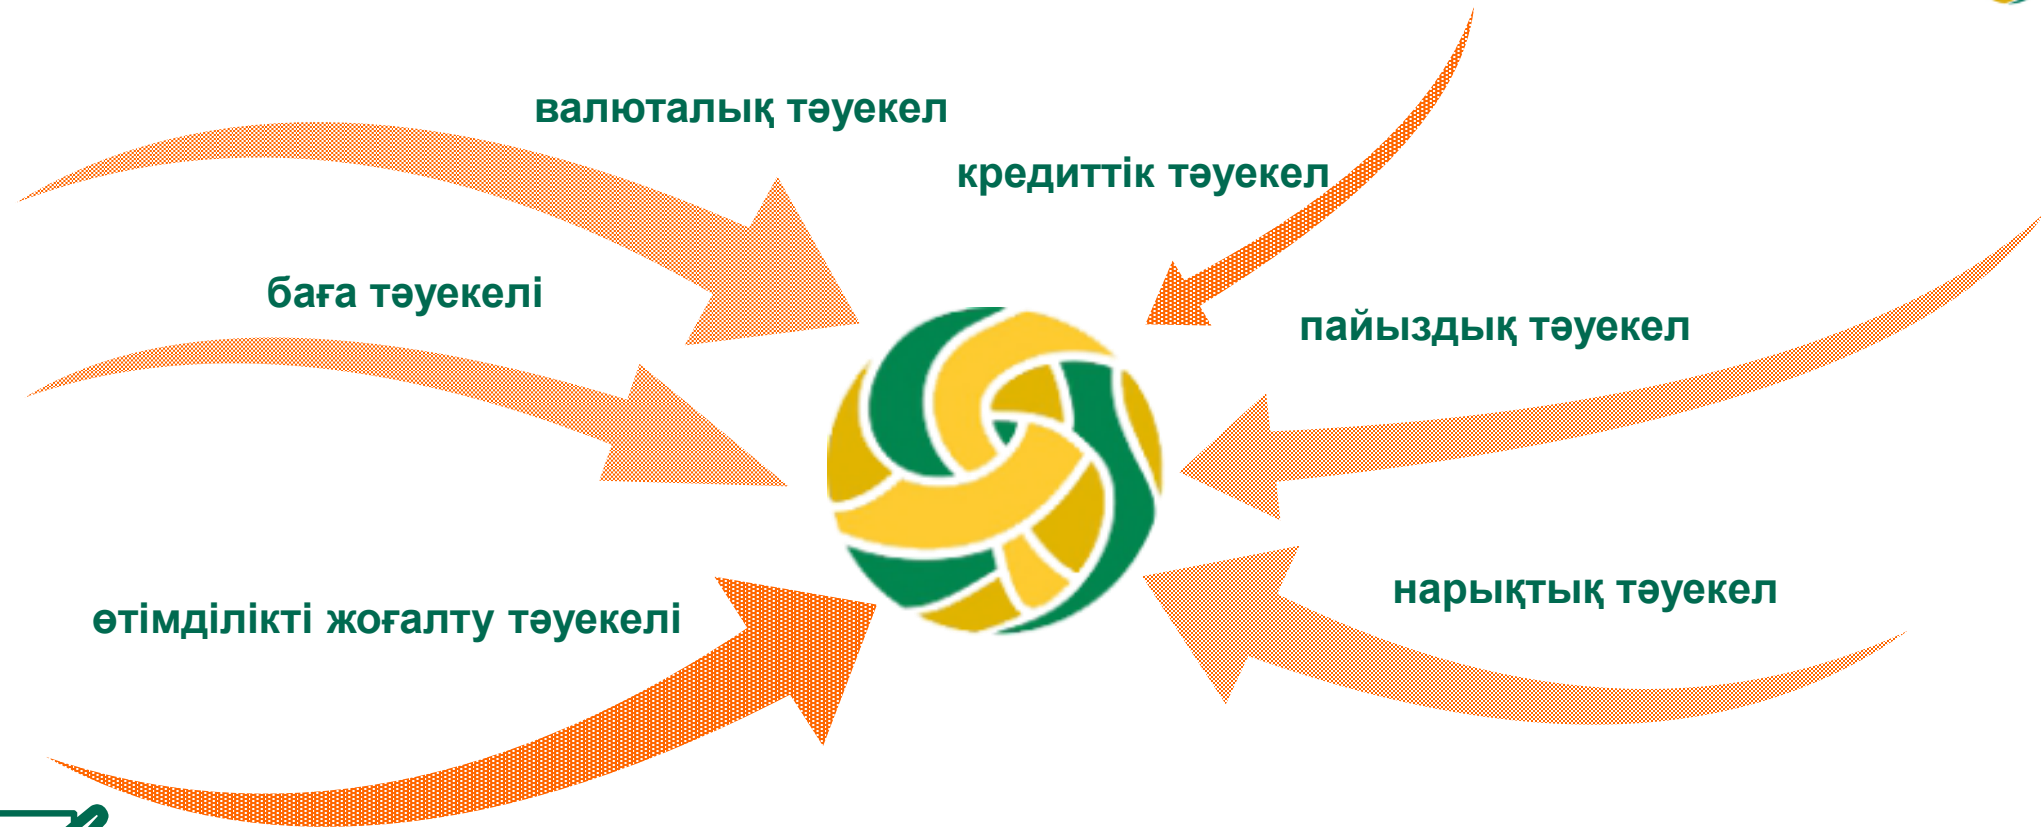 валюталық тәуекел
кредиттік тәуекел
баға тәуекелі
пайыздық тәуекел
өтімділікті жоғалту тәуекелі
нарықтық тәуекел